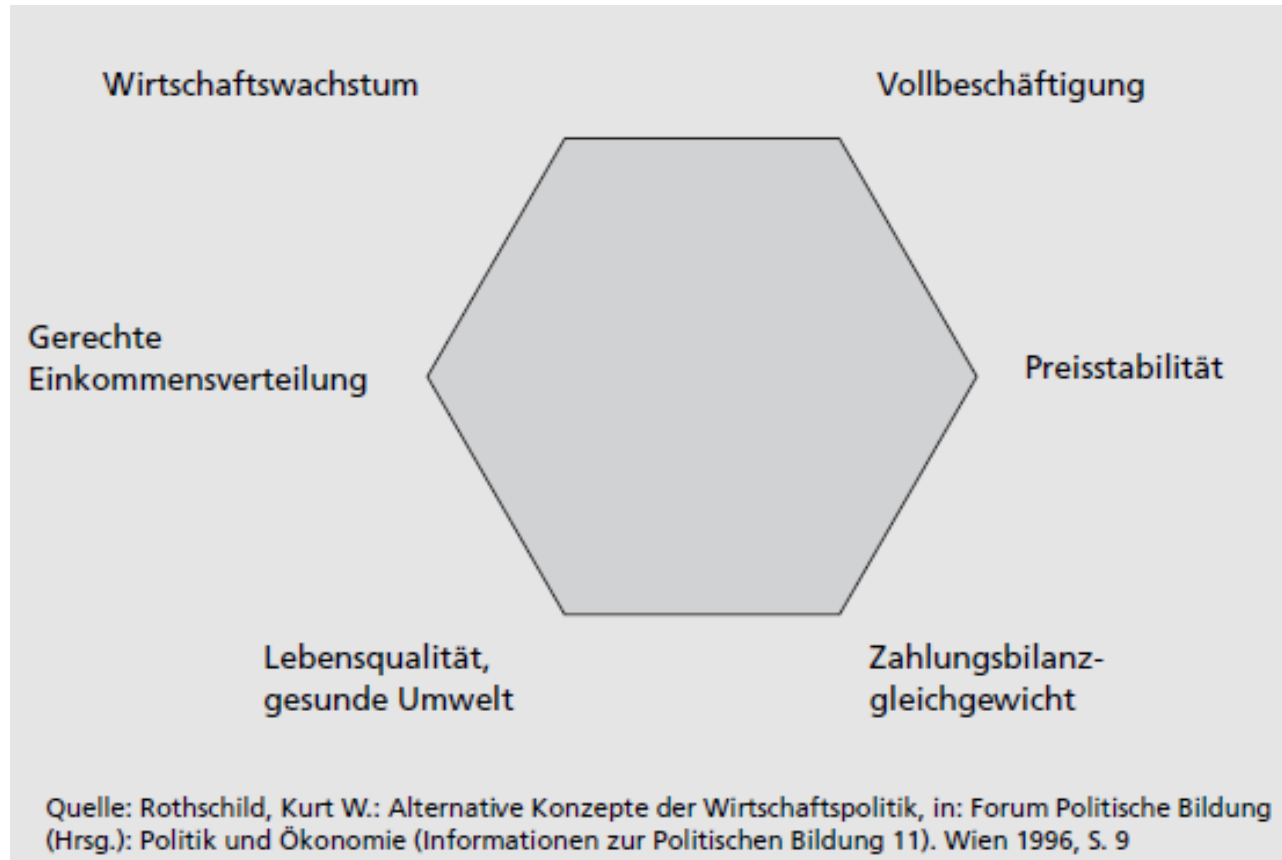 Wirtschaftswachstum
Vollbeschäftigung
Gerechte
Einkommensverteilung
Preisstabilität
Lebensqualität,
gesunde Umwelt
Zahlungsbilanz-
gleichgewicht
Quelle: Rothschild, Kurt W.: Alternative Konzepte der Wirtschaftspolitik, in: Forum Politische Bildung
(Hrsg.): Politik und Ökonomie (Informationen zur Politischen Bildung 11). Wien 1996, S. 9